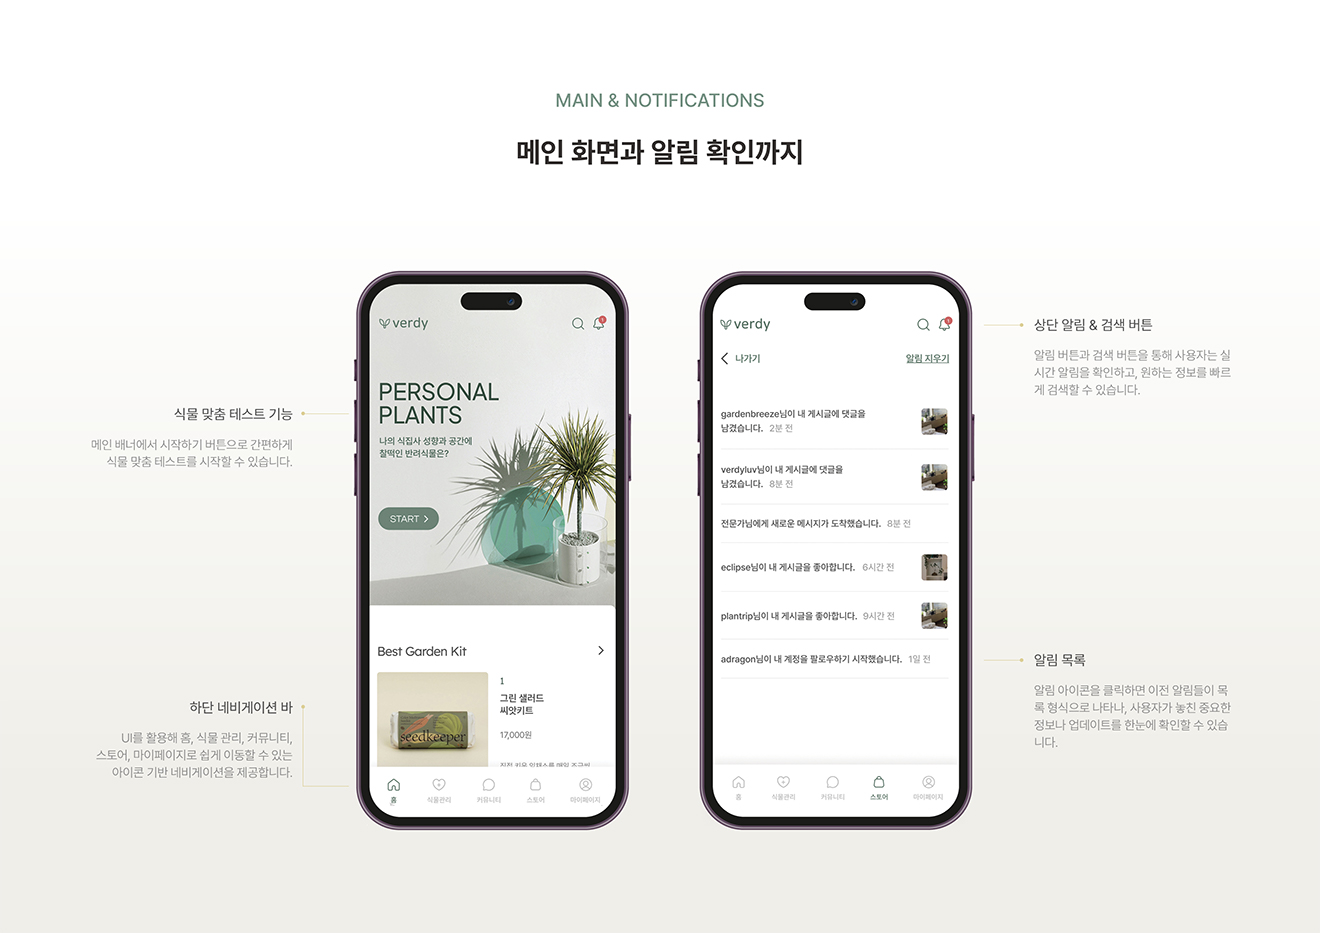 MAIN & NOTIFICATIONS
메인 화면과 알림 확인까지
식물 맞춤 테스트 기능
메인 배너에서 시작하기 버튼으로 간편하게
식물 맞춤 테스트를 시작할 수 있습니다.
하단 네비게이션 바
UI를 활용해 홈, 식물 관리, 커뮤니티,
스토어, 마이페이지로 쉽게 이동할 수 있는
아이콘 기반 네비게이션을 제공합니다.
verdy
1
PERSONAL
PLANTS
나의 식집사 성향과 공간에
찰떡인 반려식물은?
START
Best Garden Kit
seedkeeper
1
그린 샐러드
씨앗키트
17,000원
홈
식물관리
커뮤니티
스토어
마이페이지
verdy
1
나가기
알림 지우기
gardenbreeze님이 내 게시글에 댓글을
남겼습니다. 2분 전
verdyluv님이 내 게시글에 댓글을
남겼습니다. 8분 전
전문가님에게 새로운 메시지가 도착했습니다. 8분 전
eclipse님이 내 게시글을 좋아합니다. 6시간 전
plantrip님이 내 게시글을 좋아합니다. 9시간 전
adragon님이 내 계정을 팔로우하기 시작했습니다. 1일 전
홈
식물관리
커뮤니티
스토어
마이페이지
상단 알림 & 검색 버튼
알림 버튼과 검색 버튼을 통해 사용자는 실
시간 알림을 확인하고, 원하는 정보를 빠르
게 검색할 수 있습니다.
알림 목록
알림 아이콘을 클릭하면 이전 알림들이 목
록 형식으로 나타나, 사용자가 놓친 중요한
정보나 업데이트를 한눈에 확인할 수 있습
니다.